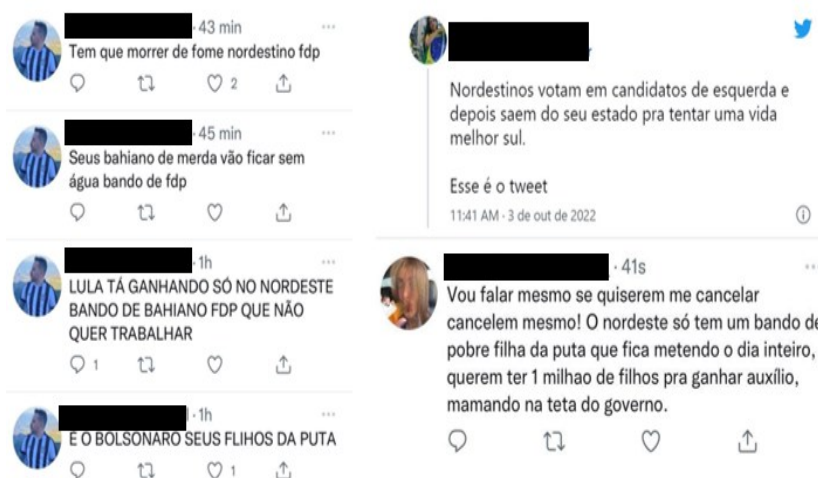 · 43 min
Tem que morrer de fome nordestino fdp
2
· 45 min
Seus bahiano de merda vão ficar sem
água bando de fdp
· 1h
LULA TÁ GANHANDO SÓ NO NORDESTE
BANDO DE BAHIANO FDP QUE NÃO
QUER TRABALHAR
1
· 1h
E O BOLSONARO SEUS FLIHOS DA PUTA
1
Nordestinos votam em candidatos de esquerda e
depois saem do seu estado pra tentar uma vida
melhor sul.
Esse é o tweet
11:41 AM · 3 de out de 2022
· 41s
Vou falar mesmo se quiserem me cancelar
cancelem mesmo! O nordeste só tem um bando de
pobre filha da puta que fica metendo o dia inteiro,
querem ter 1 milhao de filhos pra ganhar auxílio,
mamando na teta do governo.